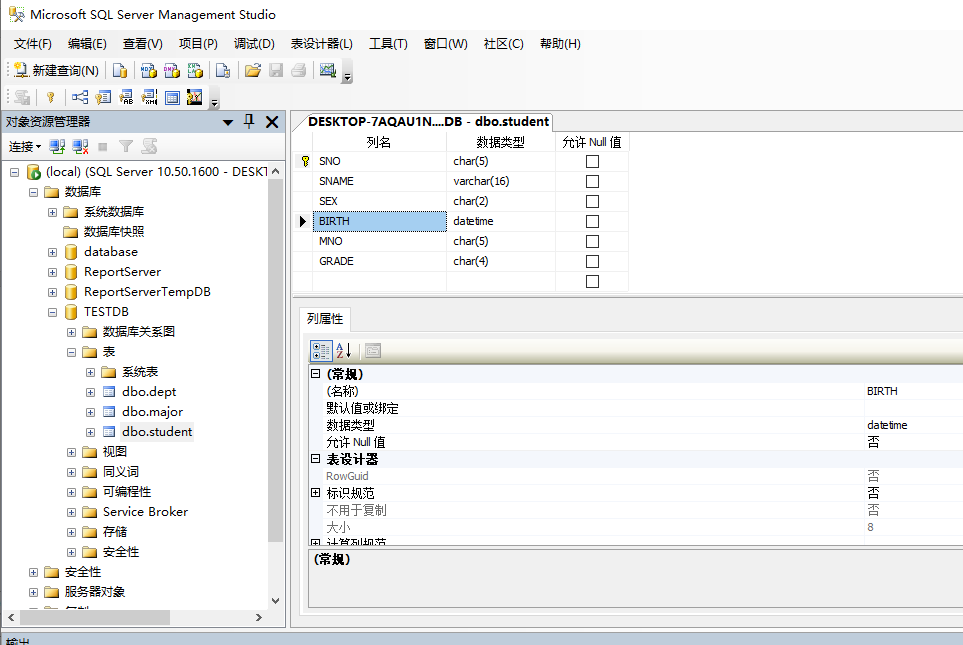 Microsoft SQL Server Management Studio
文件(F) 编辑(E) 查看(V) 项目(P) 调试(D) 表设计器(L) 工具(T) 窗口(W) 社区(C) 帮助(H)
新建查询(N)
对象资源管理器
连接
(local) (SQL Server 10.50.1600 - DESKT
数据库
系统数据库
数据库快照
database
ReportServer
ReportServerTempDB
TESTDB
数据库关系图
表
系统表
dbo.dept
dbo.major
dbo.student
视图
同义词
可编程性
Service Broker
存储
安全性
安全性
服务器对象
DESKTOP-7AQAU1N....DB - dbo.student
列名 数据类型 允许 Null 值
SNO char(5)
SNAME varchar(16)
SEX char(2)
BIRTH datetime
MNO char(5)
GRADE char(4)
列属性
(常规)
(名称) BIRTH
默认值或绑定
数据类型 datetime
允许 Null 值 否
表设计器
RowGuid 否
标识规范 否
不用于复制 否
大小 8
计算列规范
(常规)
输出